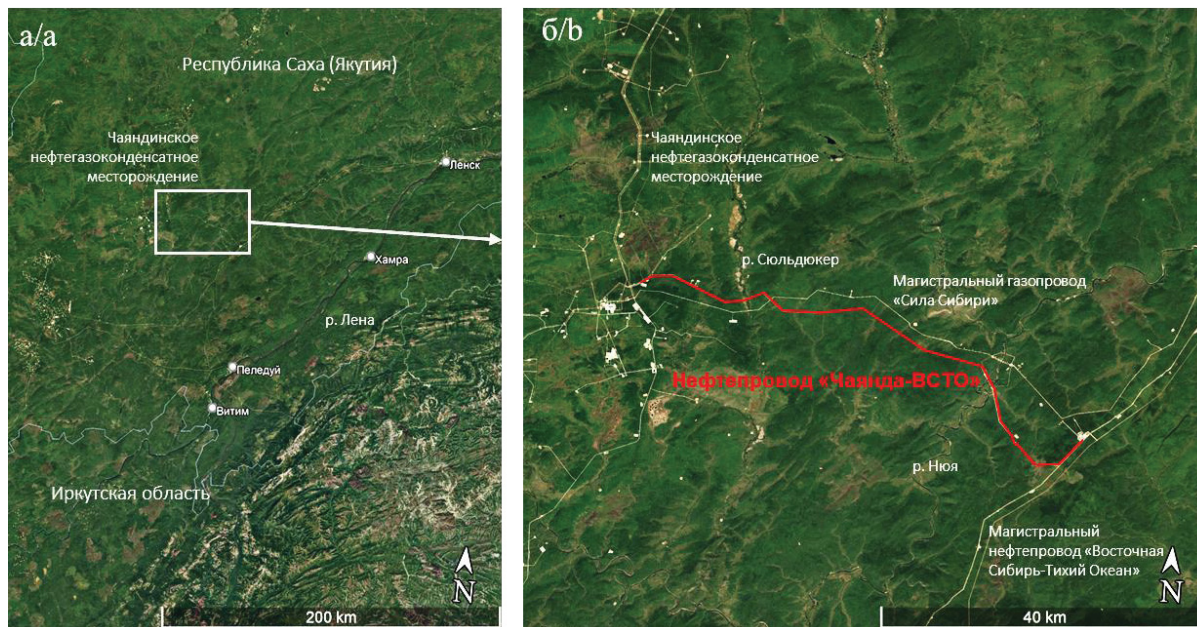 а/a
Республика Саха (Якутия)
Чаяндинское
нефтегазоконденсатное
месторождение
Ленск
Хамра
р. Лена
Пеледуй
Витим
Иркутская область
N
200 km
б/b
Чаяндинское
нефтегазоконденсатное
месторождение
р. Сюльдюкер
Магистральный газопровод
«Сила Сибири»
Нефтепровод «Чаянда-ВСТО»
р. Нюя
Магистральный
нефтепровод «Восточная
Сибирь-Тихий Океан»
N
40 km